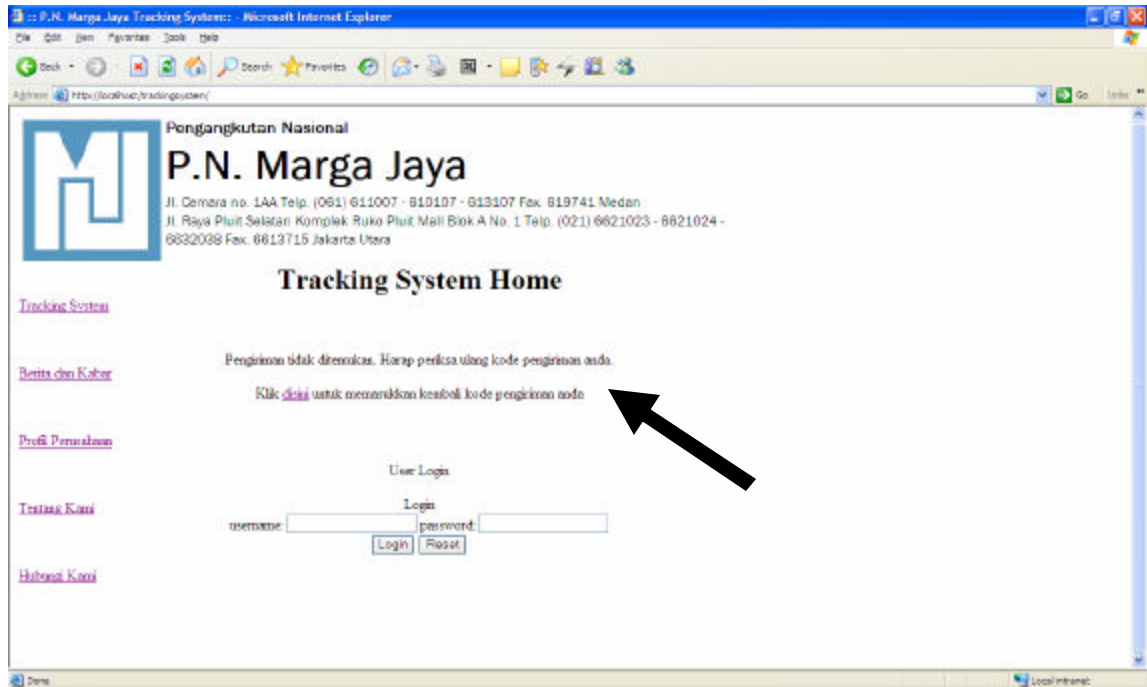 :: P.N. Marga Jaya Tracking System:: - Microsoft Internet Explorer
File Edit View Favorites Tools Help
Back Search Favorites
Address http://localhost/trackingsystem/ Go Links
Pengangkutan Nasional
P.N. Marga Jaya
Jl. Cemara no. 1AA Telp. (061) 611007 - 610107 - 613107 Fax. 619741 Medan
Jl. Raya Pluit Selatan Komplek Ruko Pluit Mall Blok A No. 1 Telp. (021) 6621023 - 6621024 -
6632038 Fax. 6613715 Jakarta Utara
Tracking System Home
Tracking System
Pengiriman tidak ditemukan. Harap periksa ulang kode pengiriman anda.
Berita dan Kabar
Klik disini untuk memasukkan kembali kode pengiriman anda
Profil Perusahaan
User Login
Tentang Kami
Login
username: password:
Login Reset
Hubungi Kami
Done Local intranet